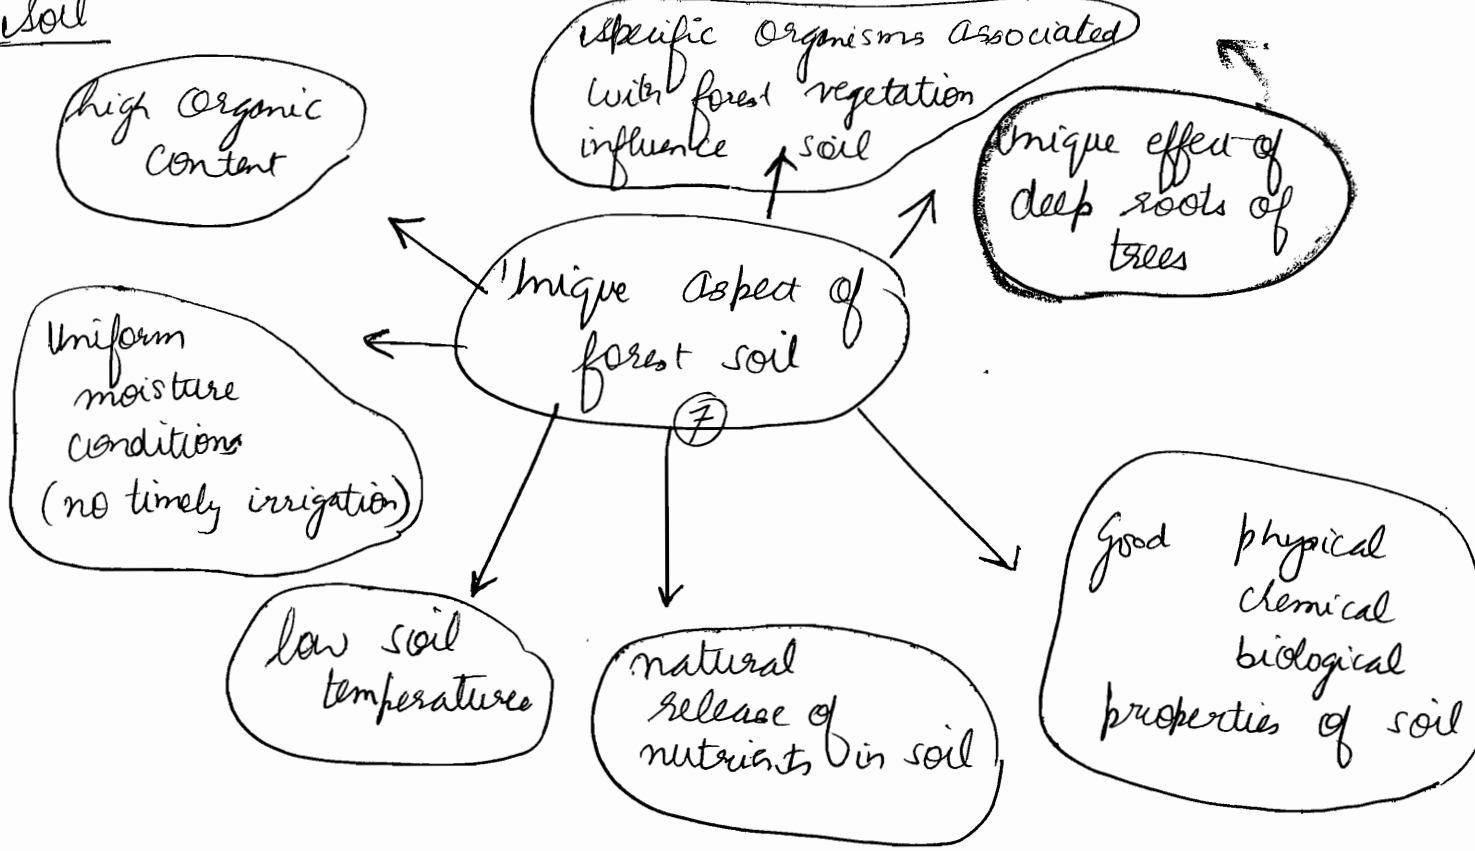 Soil
high organic
content
specific organisms associated
with forest vegetation
influence soil
Unique effect of
deep roots of
trees
Unique aspect of
forest soil
7
Uniform
moisture
conditions
(no timely irrigation)
low soil
temperatures
natural
release of
nutrients in soil
Good physical
chemical
biological
properties of soil